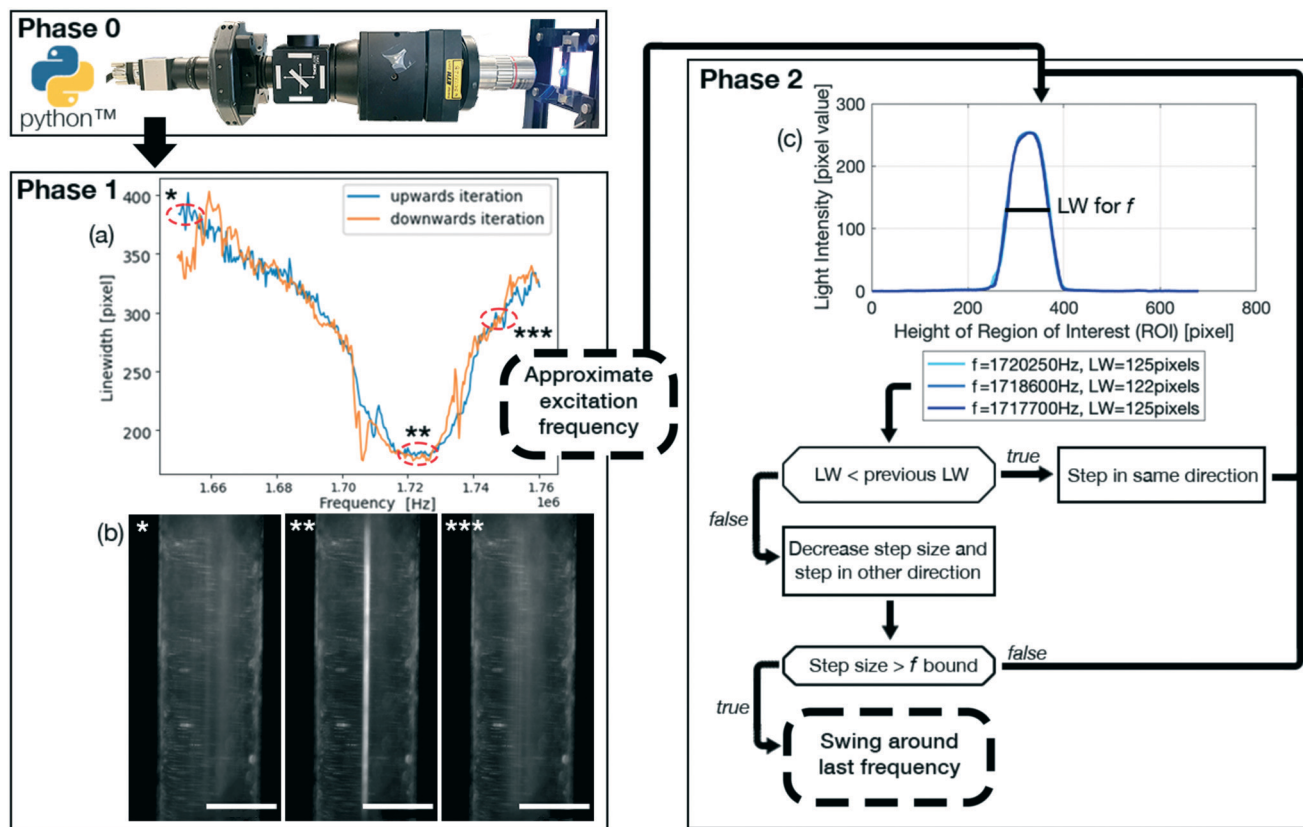 Phase 0
python™
Phase 1
(a)
*
upwards iteration
downwards iteration
Linewidth [pixel]
400
350
300
250
200
**
***
1.66
1.68
1.70
1.72
1.74
1.76
Frequency [Hz]
1e6
Approximate
excitation
frequency
(b)
*
**
***
Phase 2
(c)
Light Intensity [pixel value]
300
200
100
0
LW for f
0
200
400
600
800
Height of Region of Interest (ROI) [pixel]
f=1720250Hz, LW=125pixels
f=1718600Hz, LW=122pixels
f=1717700Hz, LW=125pixels
LW < previous LW
true
Step in same direction
false
Decrease step size and
step in other direction
Step size > f bound
false
true
Swing around
last frequency